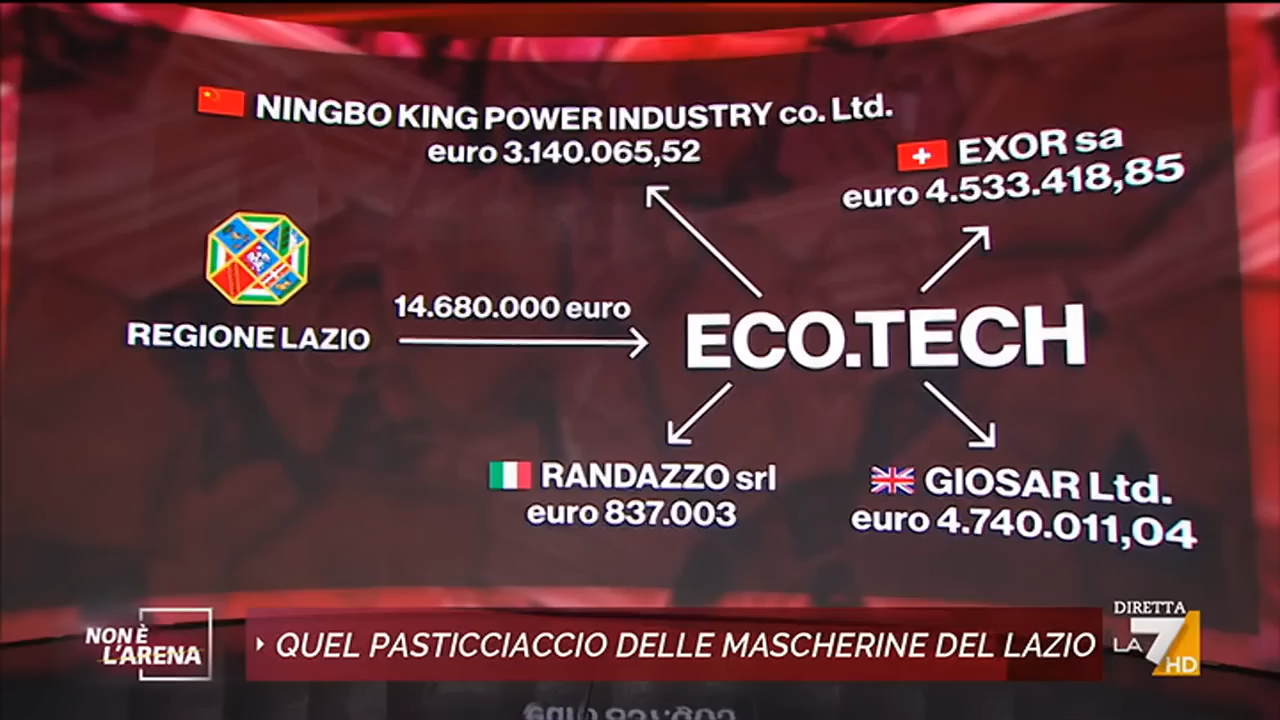 NINGBO KING POWER INDUSTRY co. Ltd.
euro 3.140.065,52
EXOR sa
euro 4.533.418,85
REGIONE LAZIO
14.680.000 euro
ECO.TECH
RANDAZZO srl
euro 837.003
GIOSAR Ltd.
euro 4.740.011,04
NON È
L'ARENA
QUEL PASTICCIACCIO DELLE MASCHERINE DEL LAZIO
DIRETTA
LA 7
HD